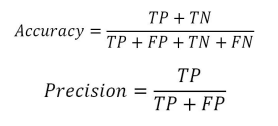 Accuracy = (TP + TN) / (TP + FP + TN + FN)
Precision = TP / (TP + FP)